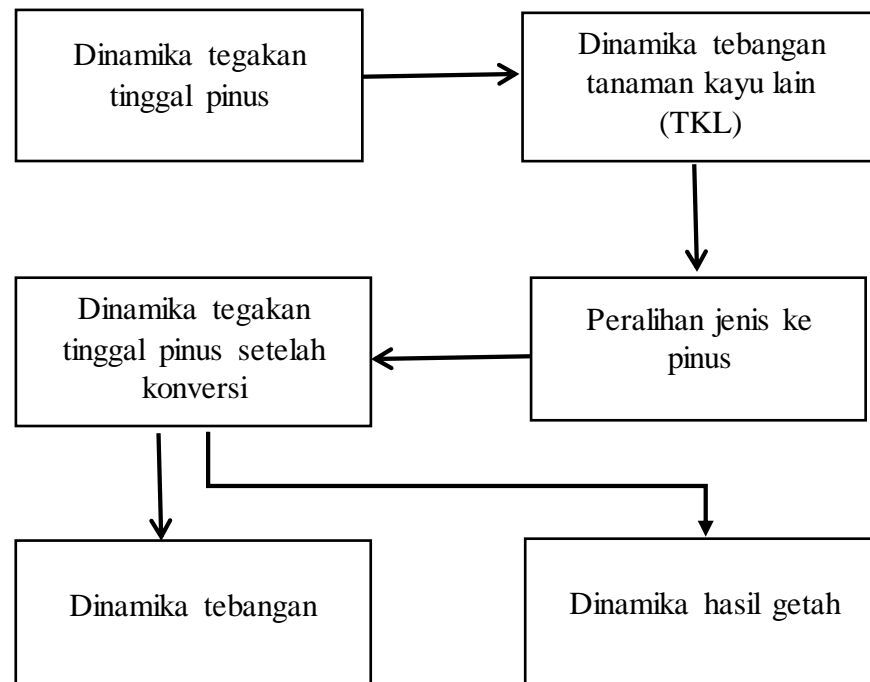 Dinamika tegakan
tinggal pinus
Dinamika tebangan
tanaman kayu lain
(TKL)
Dinamika tegakan
tinggal pinus setelah
konversi
Peralihan jenis ke
pinus
Dinamika tebangan
Dinamika hasil getah